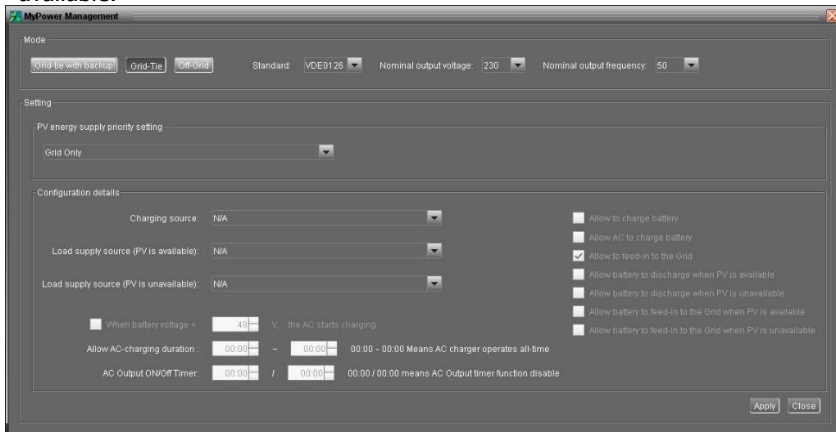 available.
MyPower Management
Mode
Grid-tie with backup Grid-Tie Off-Grid Standard: VDE0126 Nominal output voltage: 230 Nominal output frequency: 50
Setting
PV energy supply priority setting
Grid Only
Configuration details
Charging source: N/A
Allow to charge battery
Allow AC to charge battery
Load supply source (PV is available): N/A
Allow to feed-in to the Grid
Allow battery to discharge when PV is available
Load supply source (PV is unavailable): N/A
Allow battery to discharge when PV is unavailable
Allow battery to feed-in to the Grid when PV is available
When battery voltage < 48 V, the AC starts charging
Allow battery to feed-in to the Grid when PV is unavailable
Allow AC-charging duration : 00:00 ~ 00:00 00:00 ~ 00:00 Means AC charger operates all-time
AC Output ON/Off Timer: 00:00 / 00:00 00:00 / 00:00 means AC Output timer function disable
Apply Close